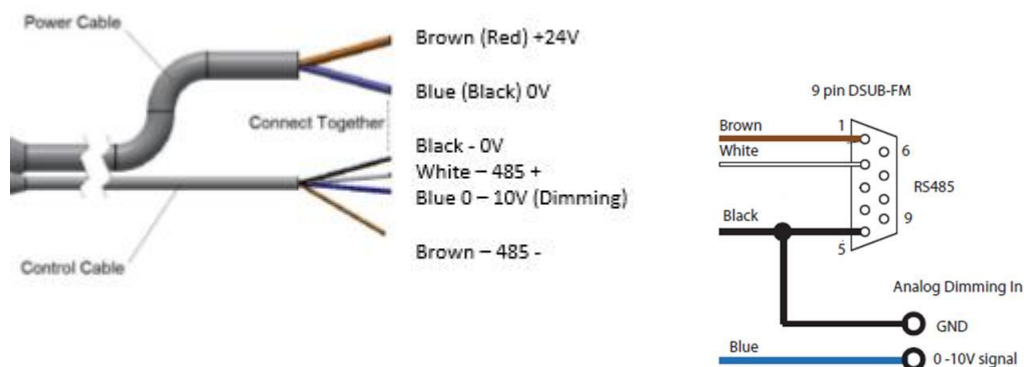 Power Cable
Brown (Red) +24V
Blue (Black) 0V
Connect Together
Black - 0V
White – 485 +
Blue 0 – 10V (Dimming)
Brown – 485 -
Control Cable
9 pin DSUB-FM
Brown
1
White
6
RS485
Black
9
5
Analog Dimming In
GND
Blue
0 -10V signal